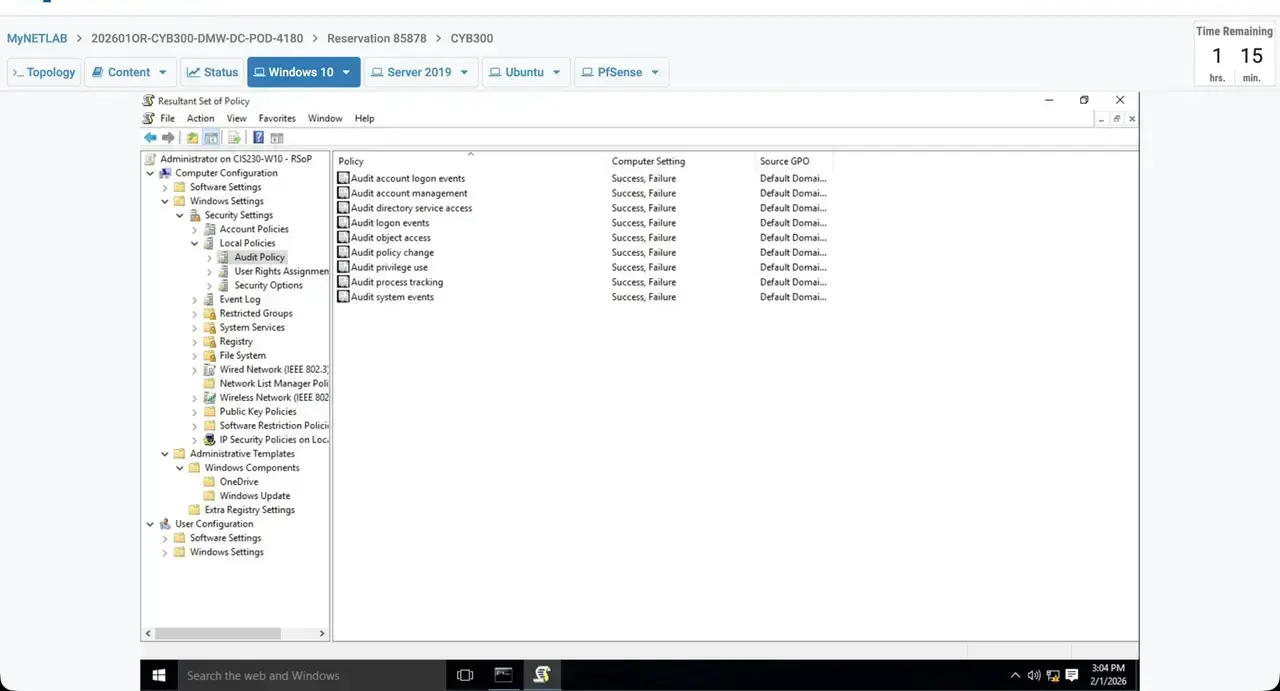 Time Remaining
MyNETLAB > 202601OR-CYB300-DMW-DC-POD-4180 > Reservation 85878 > CYB300
1 15
hrs. min.
>_ Topology Content Status Windows 10 Server 2019 Ubuntu PfSense
Resultant Set of Policy
File Action View Favorites Window Help
Administrator on CIS230-W10 - RSoP
Computer Configuration
Software Settings
Windows Settings
Security Settings
Account Policies
Local Policies
Audit Policy
User Rights Assignmen
Security Options
Event Log
Restricted Groups
System Services
Registry
File System
Wired Network (IEEE 802.3)
Network List Manager Poli
Wireless Network (IEEE 802
Public Key Policies
Software Restriction Polici
IP Security Policies on Loc
Administrative Templates
Windows Components
OneDrive
Windows Update
Extra Registry Settings
User Configuration
Software Settings
Windows Settings
Policy Computer Setting Source GPO
Audit account logon events Success, Failure Default Domai...
Audit account management Success, Failure Default Domai...
Audit directory service access Success, Failure Default Domai...
Audit logon events Success, Failure Default Domai...
Audit object access Success, Failure Default Domai...
Audit policy change Success, Failure Default Domai...
Audit privilege use Success, Failure Default Domai...
Audit process tracking Success, Failure Default Domai...
Audit system events Success, Failure Default Domai...
Search the web and Windows
3:04 PM
2/1/2026